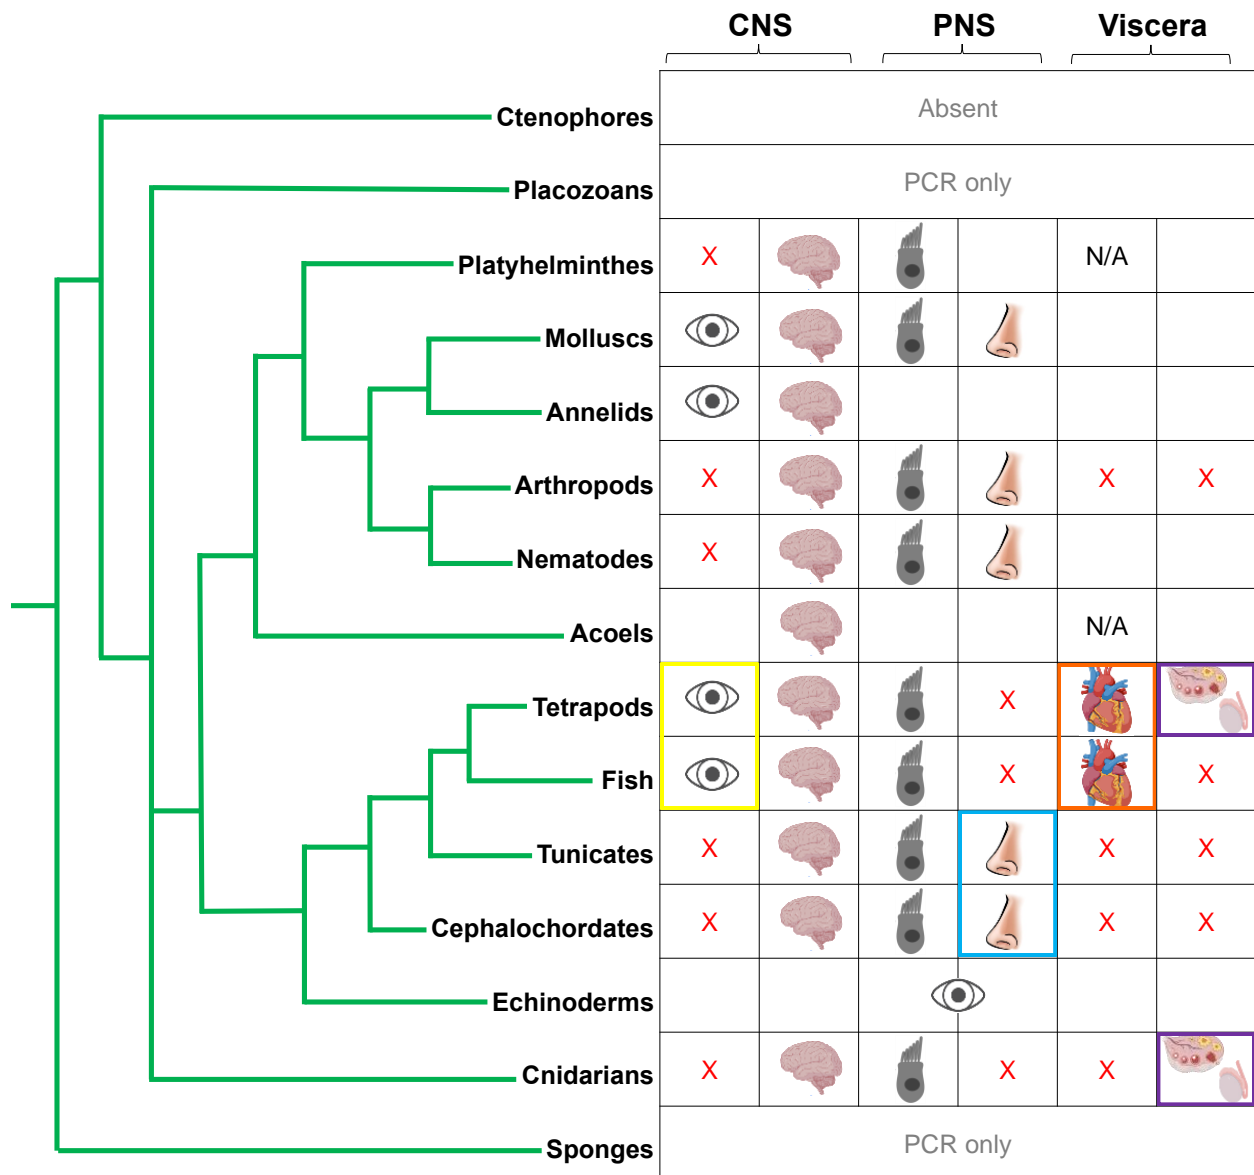 CNS PNS Viscera
Ctenophores Absent
Placozoans PCR only
Platyhelminthes X N/A
Molluscs
Annelids
Arthropods X X X
Nematodes X
Acoels N/A
Tetrapods X
Fish X X
Tunicates X X X
Cephalochordates X X X
Echinoderms
Cnidarians X X X
Sponges PCR only